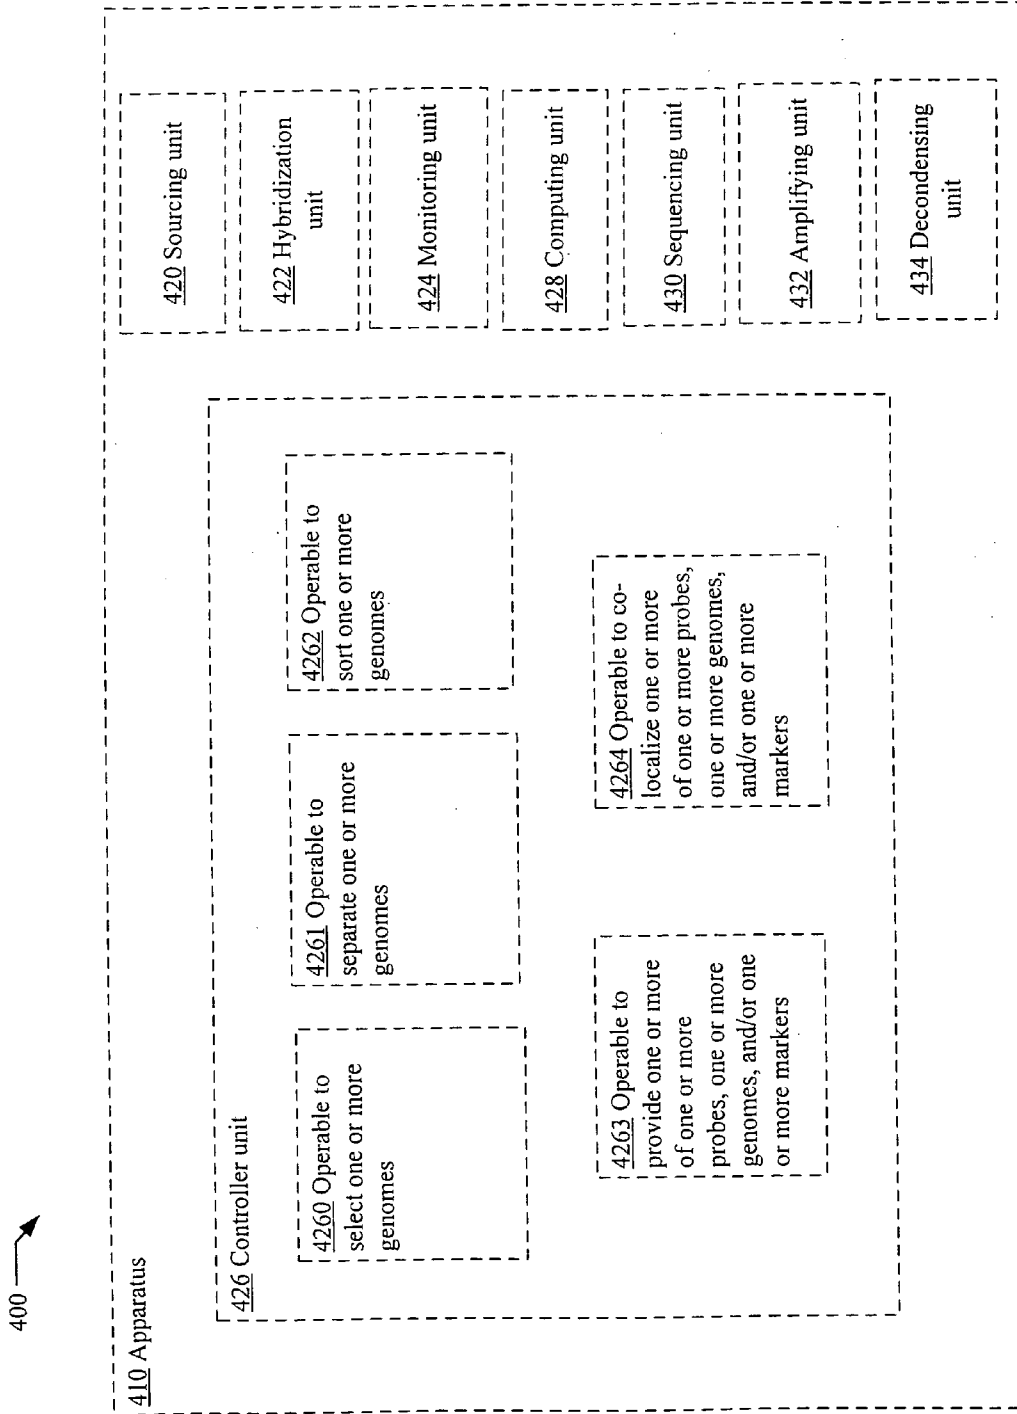 400
410 Apparatus
420 Sourcing unit
422 Hybridization
unit
424 Monitoring unit
428 Computing unit
430 Sequencing unit
432 Amplifying unit
434 Decondensing
unit
426 Controller unit
4260 Operable to
select one or more
genomes
4261 Operable to
separate one or more
genomes
4262 Operable to
sort one or more
genomes
4263 Operable to
provide one or more
of one or more
probes, one or more
genomes, and/or one
or more markers
4264 Operable to co-
localize one or more
of one or more probes,
one or more genomes,
and/or one or more
markers